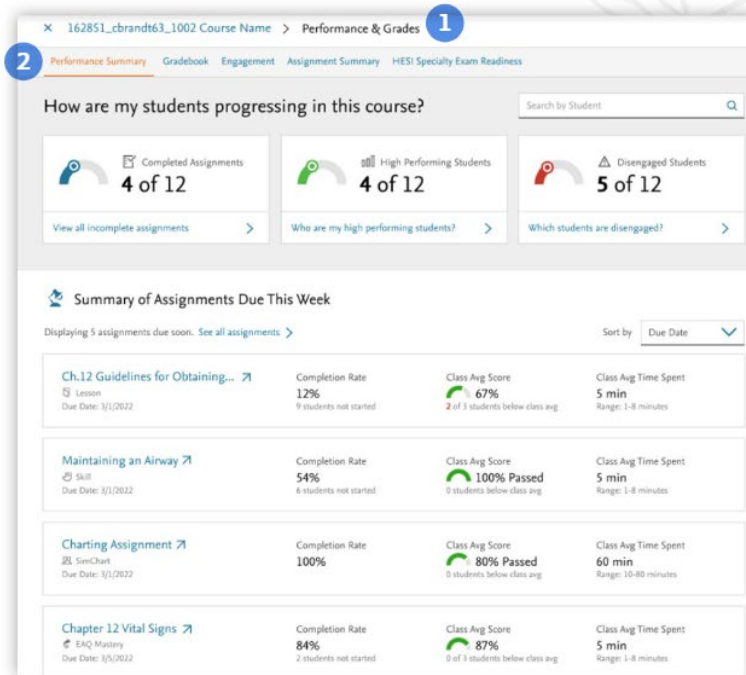 × 162851_cbrandt63_1002 Course Name > Performance & Grades 1
2 Performance Summary Gradebook Engagement Assignment Summary HESI Specialty Exam Readiness
How are my students progressing in this course? Search by Student
Completed Assignments
4 of 12
View all incomplete assignments >
High Performing Students
4 of 12
Who are my high performing students? >
Disengaged Students
5 of 12
Which students are disengaged? >
Summary of Assignments Due This Week
Displaying 5 assignments due soon. See all assignments > Sort by Due Date
Ch.12 Guidelines for Obtaining... Completion Rate Class Avg Score Class Avg Time Spent
Lesson 12% 67% 5 min
Due Date: 3/1/2022 9 students not started 2 of 3 students below class avg Range: 1-8 minutes
Maintaining an Airway Completion Rate Class Avg Score Class Avg Time Spent
Skill 54% 100% Passed 5 min
Due Date: 3/1/2022 6 students not started 0 students below class avg Range: 1-8 minutes
Charting Assignment Completion Rate Class Avg Score Class Avg Time Spent
SimChart 100% 80% Passed 60 min
Due Date: 3/1/2022 0 students below class avg Range: 10-80 minutes
Chapter 12 Vital Signs Completion Rate Class Avg Score Class Avg Time Spent
EAQ Mastery 84% 87% 5 min
Due Date: 3/5/2022 2 students not started 0 of 3 students below class avg Range: 1-8 minutes